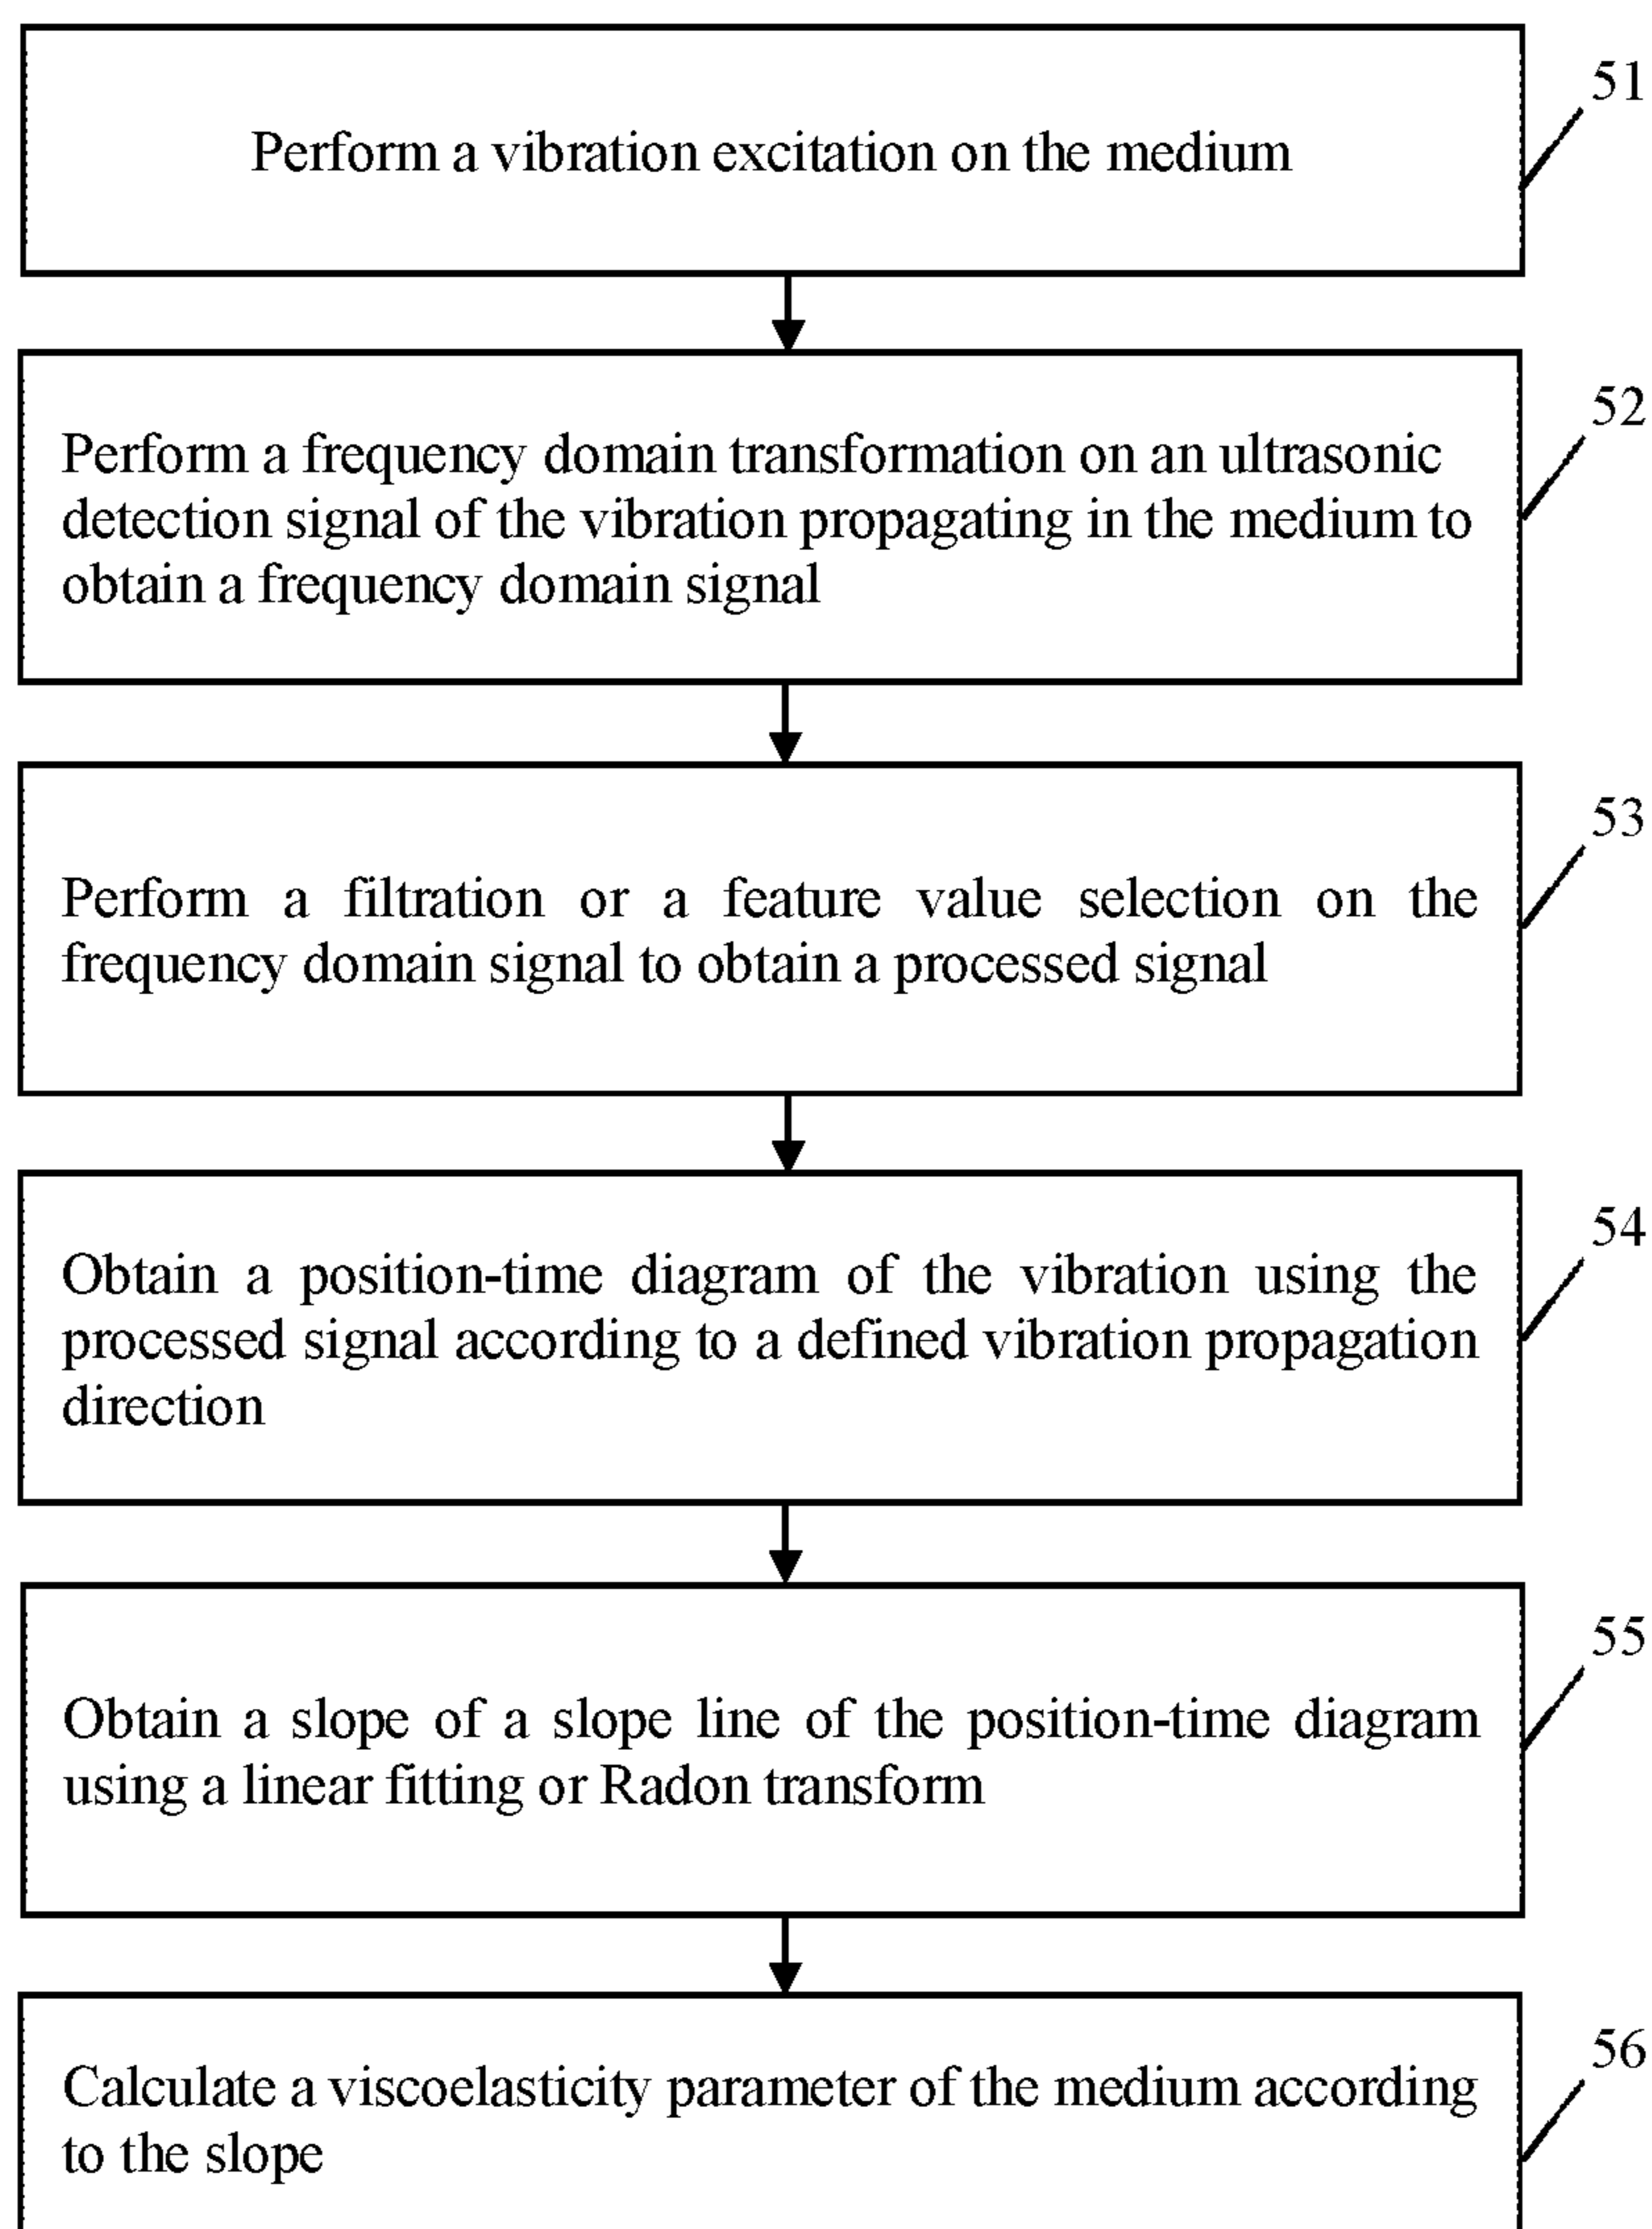 51
Perform a vibration excitation on the medium
52
Perform a frequency domain transformation on an ultrasonic
detection signal of the vibration propagating in the medium to
obtain a frequency domain signal
53
Perform a filtration or a feature value selection on the
frequency domain signal to obtain a processed signal
54
Obtain a position-time diagram of the vibration using the
processed signal according to a defined vibration propagation
direction
55
Obtain a slope of a slope line of the position-time diagram
using a linear fitting or Radon transform
56
Calculate a viscoelasticity parameter of the medium according
to the slope